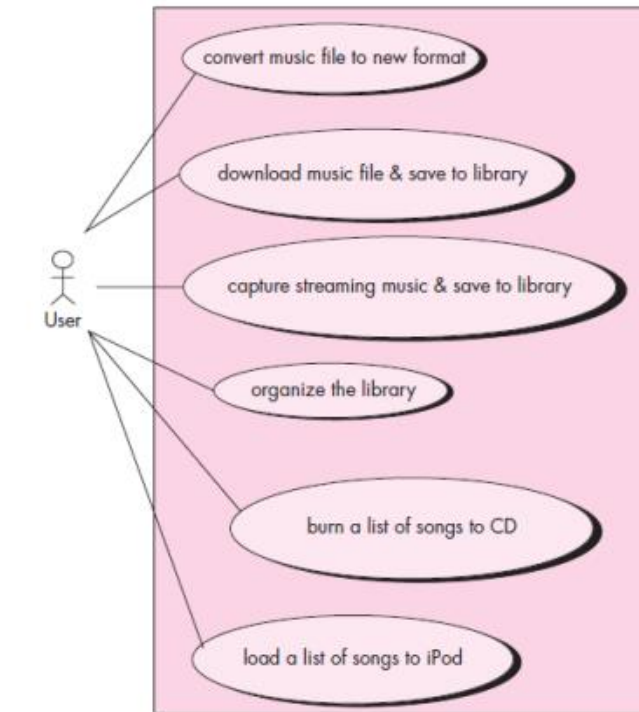 convert music file to new format
download music file & save to library
capture streaming music & save to library
User
organize the library
burn a list of songs to CD
load a list of songs to iPod